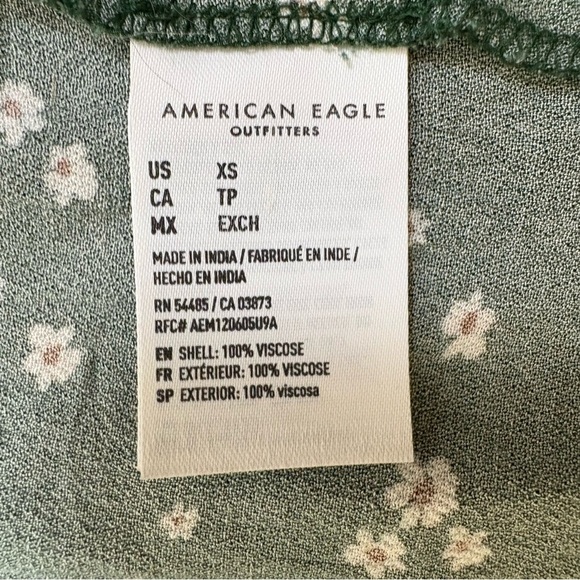 AMERICAN EAGLE
OUTFITTERS
US XS
CA TP
MX EXCH
MADE IN INDIA / FABRIQUÉ EN INDE /
HECHO EN INDIA
RN 54485 / CA 03873
RFC# AEM120605U9A
EN SHELL: 100% VISCOSE
FR EXTÉRIEUR: 100% VISCOSE
SP EXTERIOR: 100% viscosa